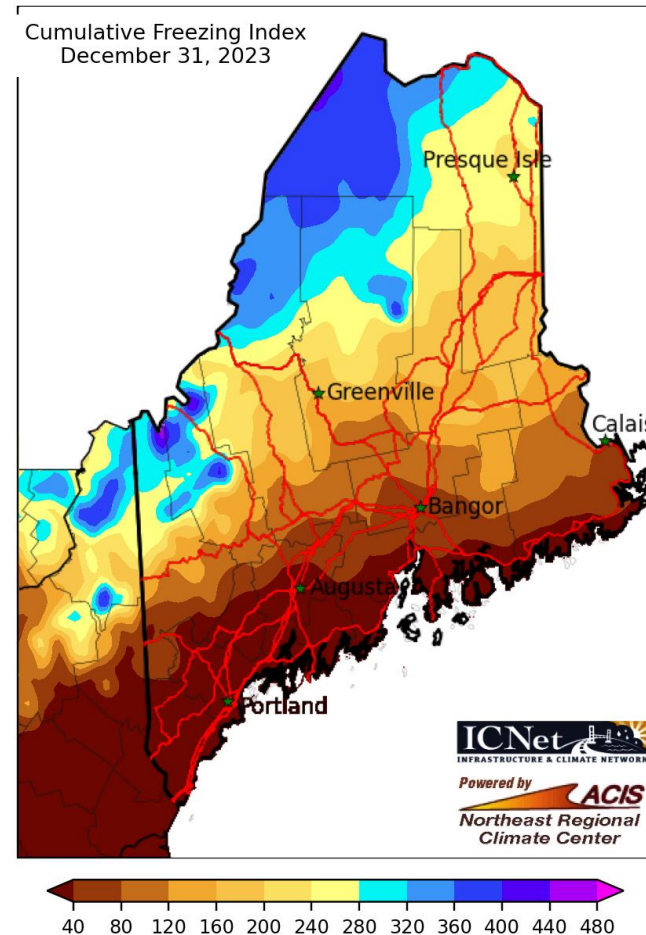 Cumulative Freezing Index
December 31, 2023
Presque Isle
Greenville
Calais
Bangor
Augusta
Portland
ICNet
INFRASTRUCTURE & CLIMATE NETWORK
Powered by
ACIS
Northeast Regional
Climate Center
40 80 120 160 200 240 280 320 360 400 440 480